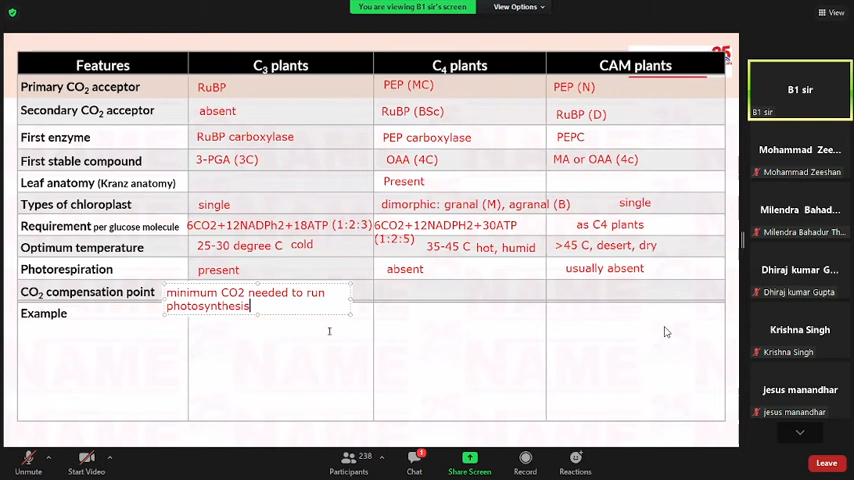 You are viewing B1 sir's screen
View Options
View
Features C3 plants C4 plants CAM plants
Primary CO2 acceptor RuBP PEP (MC) PEP (N)
Secondary CO2 acceptor absent RuBP (BSc) RuBP (D)
First enzyme RuBP carboxylase PEP carboxylase PEPC
First stable compound 3-PGA (3C) OAA (4C) MA or OAA (4c)
Leaf anatomy (Kranz anatomy) Present
Types of chloroplast single dimorphic: granal (M), agranal (B) single
Requirement per glucose molecule 6CO2+12NADPh2+18ATP (1:2:3) 6CO2+12NADPH2+30ATP as C4 plants
(1:2:5)
Optimum temperature 25-30 degree C cold 35-45 C hot, humid >45 C, desert, dry
Photorespiration present absent usually absent
CO2 compensation point minimum CO2 needed to run
photosynthesis
Example
B1 sir
B1 sir
Mohammad Zee...
Mohammad Zeeshan
Milendra Bahad...
Milendra Bahadur Th...
Dhiraj kumar G...
Dhiraj kumar Gupta
Krishna Singh
Krishna Singh
jesus manandhar
jesus manandhar
Unmute
Start Video
238
Participants
1
Chat
Share Screen
Record
Reactions
Leave